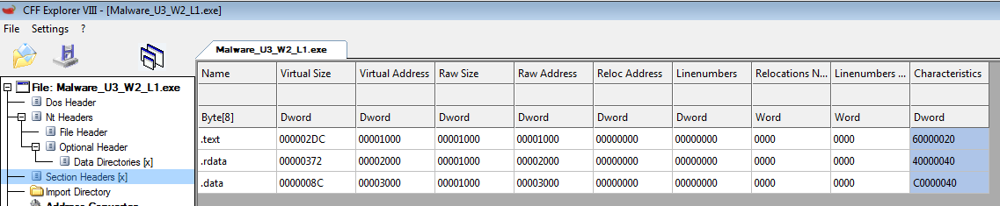 CFF Explorer VIII - [Malware_U3_W2_L1.exe]
File Settings ?
Malware_U3_W2_L1.exe
File: Malware_U3_W2_L1.exe
Dos Header
Nt Headers
File Header
Optional Header
Data Directories [x]
Section Headers [x]
Import Directory
Name Virtual Size Virtual Address Raw Size Raw Address Reloc Address Linenumbers Relocations N... Linenumbers ... Characteristics
Byte[8] Dword Dword Dword Dword Dword Dword Word Word Dword
.text 000002DC 00001000 00001000 00001000 00000000 00000000 0000 0000 60000020
.rdata 00000372 00002000 00001000 00002000 00000000 00000000 0000 0000 40000040
.data 0000008C 00003000 00001000 00003000 00000000 00000000 0000 0000 C0000040